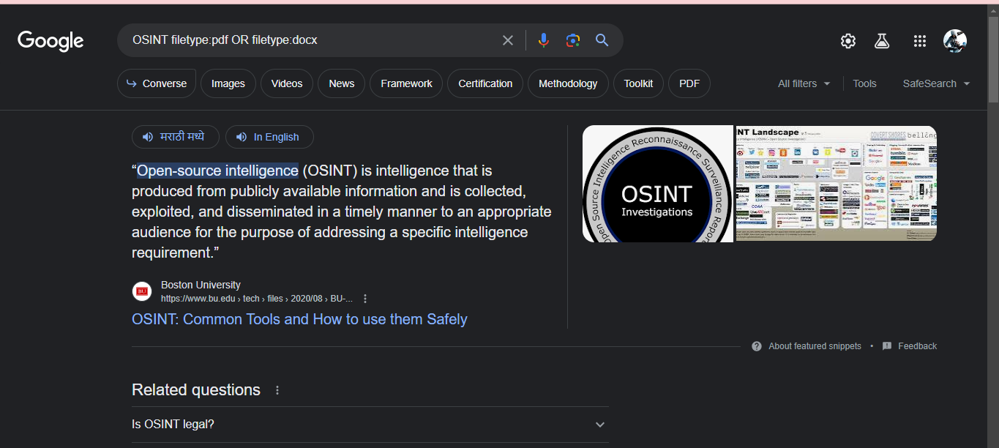 Google
OSINT filetype:pdf OR filetype:docx
Converse
Images
Videos
News
Framework
Certification
Methodology
Toolkit
PDF
All filters
Tools
SafeSearch
मराठी मध्ये
In English
“Open-source intelligence (OSINT) is intelligence that is
produced from publicly available information and is collected,
exploited, and disseminated in a timely manner to an appropriate
audience for the purpose of addressing a specific intelligence
requirement.”
BU
Boston University
https://www.bu.edu › tech › files › 2020/08 › BU-...
OSINT: Common Tools and How to use them Safely
Open Source Intelligence Reconnaissance Surveillance Repor
OSINT
Investigations
NT Landscape
Google
About featured snippets
Feedback
Related questions
Is OSINT legal?